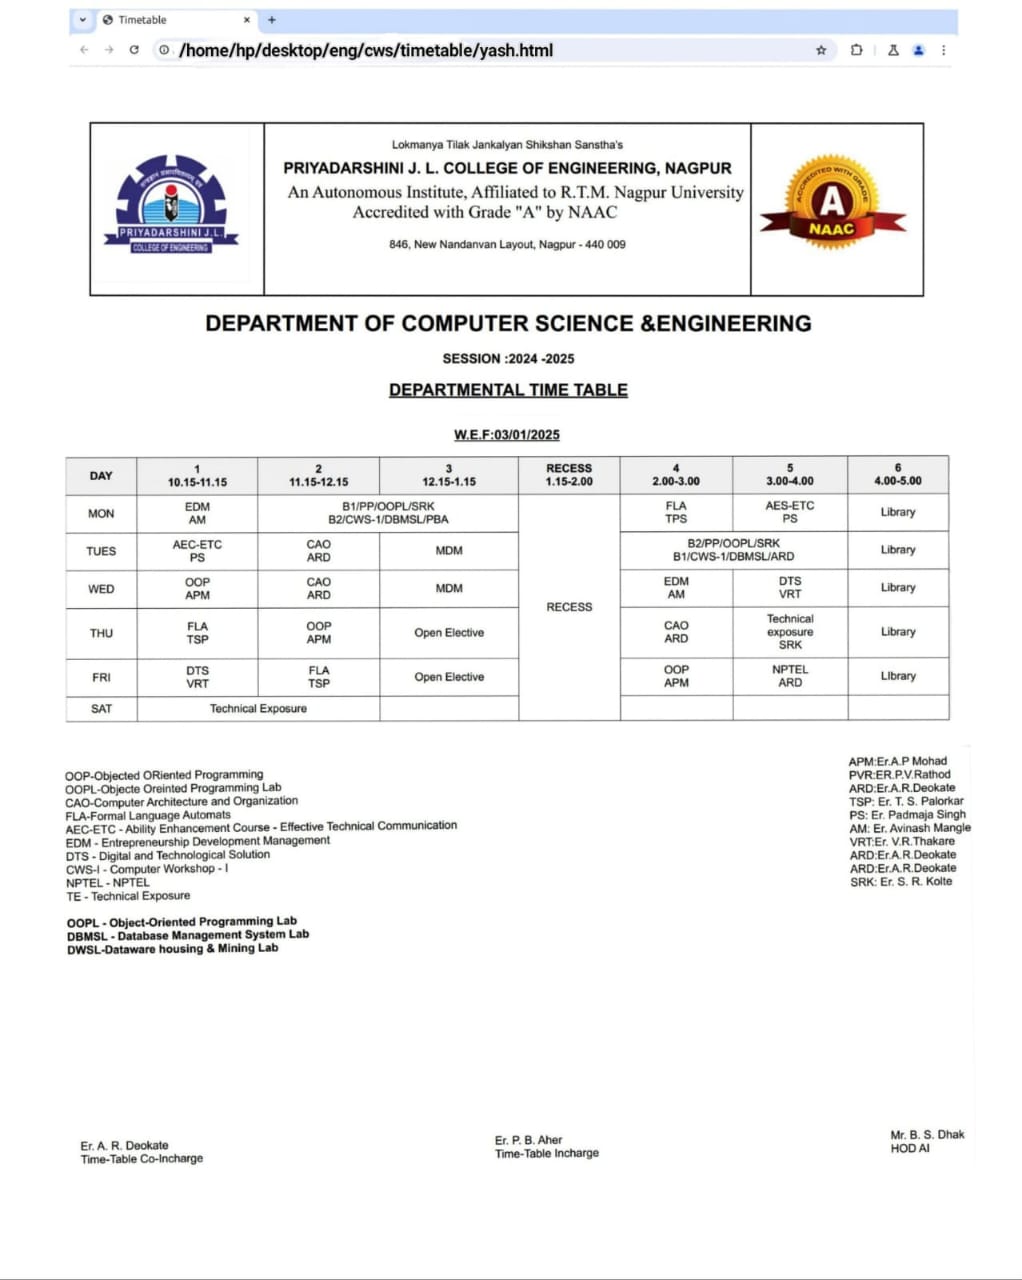 Timetable
/home/hp/desktop/eng/cws/timetable/yash.html
PRIYADARSHINI J.L.
COLLEGE OF ENGINEERING
Lokmanya Tilak Jankalyan Shikshan Sanstha's
PRIYADARSHINI J. L. COLLEGE OF ENGINEERING, NAGPUR
An Autonomous Institute, Affiliated to R.T.M. Nagpur University
Accredited with Grade "A" by NAAC
846, New Nandanvan Layout, Nagpur - 440 009
ACCREDITED WITH GRADE
A
NAAC
DEPARTMENT OF COMPUTER SCIENCE &ENGINEERING
SESSION :2024 -2025
DEPARTMENTAL TIME TABLE
W.E.F:03/01/2025
DAY 1 2 3 RECESS 4 5 6
10.15-11.15 11.15-12.15 12.15-1.15 1.15-2.00 2.00-3.00 3.00-4.00 4.00-5.00
MON EDM B1/PP/OOPL/SRK FLA AES-ETC Library
AM B2/CWS-1/DBMSL/PBA TPS PS
TUES AEC-ETC CAO MDM B2/PP/OOPL/SRK Library
PS ARD B1/CWS-1/DBMSL/ARD
WED OOP CAO MDM EDM DTS Library
APM ARD AM VRT
RECESS
THU FLA OOP Open Elective CAO Technical Library
TSP APM ARD exposure
SRK
FRI DTS FLA Open Elective OOP NPTEL LIbrary
VRT TSP APM ARD
SAT Technical Exposure
OOP-Objected ORiented Programming
OOPL-Objecte Oreinted Programming Lab
CAO-Computer Architecture and Organization
FLA-Formal Language Automats
AEC-ETC - Ability Enhancement Course - Effective Technical Communication
EDM - Entrepreneurship Development Management
DTS - Digital and Technological Solution
CWS-I - Computer Workshop - I
NPTEL - NPTEL
TE - Technical Exposure
OOPL - Object-Oriented Programming Lab
DBMSL - Database Management System Lab
DWSL-Dataware housing & Mining Lab
APM:Er.A.P Mohad
PVR:ER.P.V.Rathod
ARD:Er.A.R.Deokate
TSP: Er. T. S. Palorkar
PS: Er. Padmaja Singh
AM: Er. Avinash Mangle
VRT:Er. V.R.Thakare
ARD:Er.A.R.Deokate
ARD:Er.A.R.Deokate
SRK: Er. S. R. Kolte
Er. A. R. Deokate
Time-Table Co-Incharge
Er. P. B. Aher
Time-Table Incharge
Mr. B. S. Dhak
HOD AI